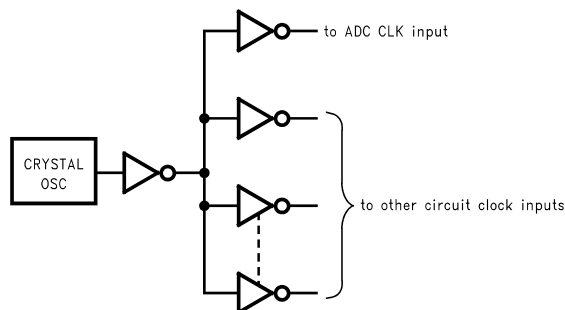 to ADC CLK input
CRYSTAL
OSC
to other circuit clock inputs